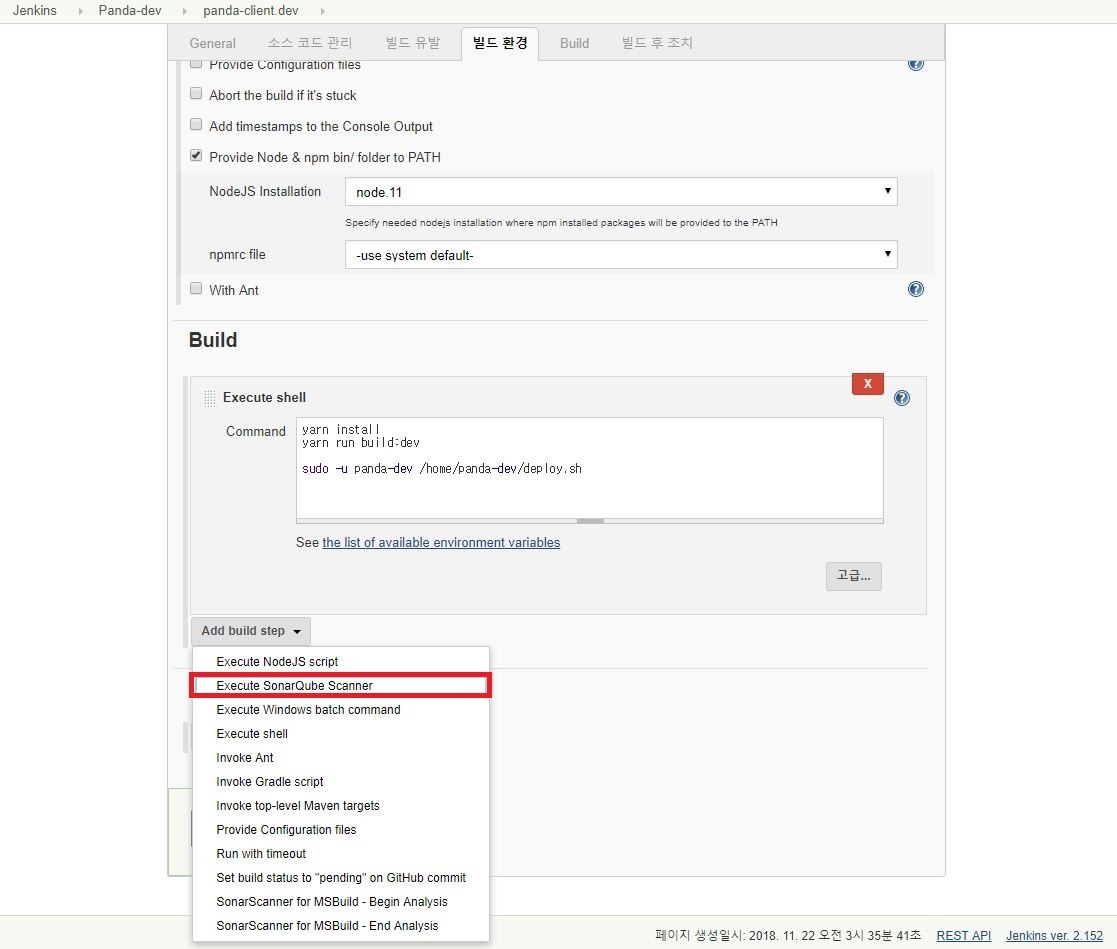 Jenkins Panda-dev panda-client.dev
General 소스 코드 관리 빌드 유발 빌드 환경 Build 빌드 후 조치
Provide Configuration files
Abort the build if it's stuck
Add timestamps to the Console Output
Provide Node & npm bin/ folder to PATH
NodeJS Installation node.11
Specify needed nodejs installation where npm installed packages will be provided to the PATH
npmrc file -use system default-
With Ant
Build
X
Execute shell
Command
yarn install
yarn run build:dev
sudo -u panda-dev /home/panda-dev/deploy.sh
See the list of available environment variables
고급...
Add build step
Execute NodeJS script
Execute SonarQube Scanner
Execute Windows batch command
Execute shell
Invoke Ant
Invoke Gradle script
Invoke top-level Maven targets
Provide Configuration files
Run with timeout
Set build status to "pending" on GitHub commit
SonarScanner for MSBuild - Begin Analysis
SonarScanner for MSBuild - End Analysis
페이지 생성일시: 2018. 11. 22 오전 3시 35분 41초 REST API Jenkins ver. 2.152